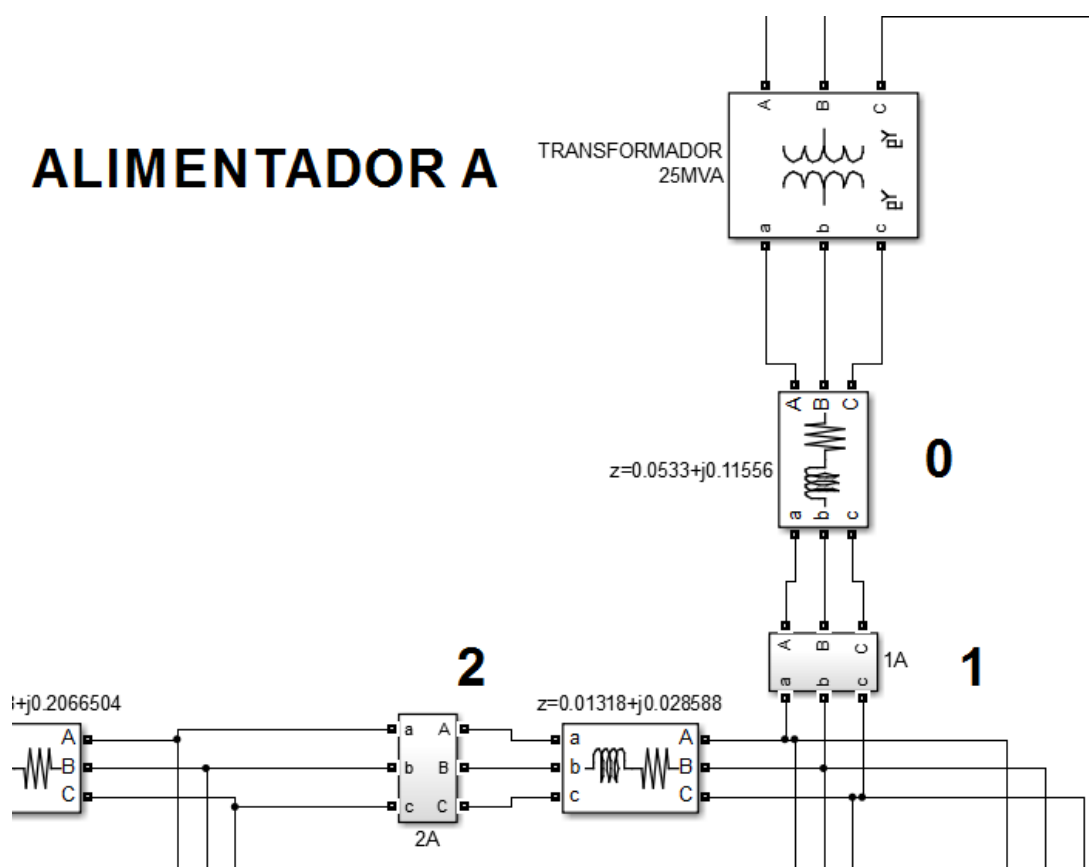 A B C
ALIMENTADOR A
TRANSFORMADOR
25MVA
a b c
A B C
z=0.0533+j0.11556
0
a b c
A B C
1A
1
a b c
2
+j0.2066504
z=0.01318+j0.028588
A
B
C
a A
b B
c C
2A
a A
b B
c C